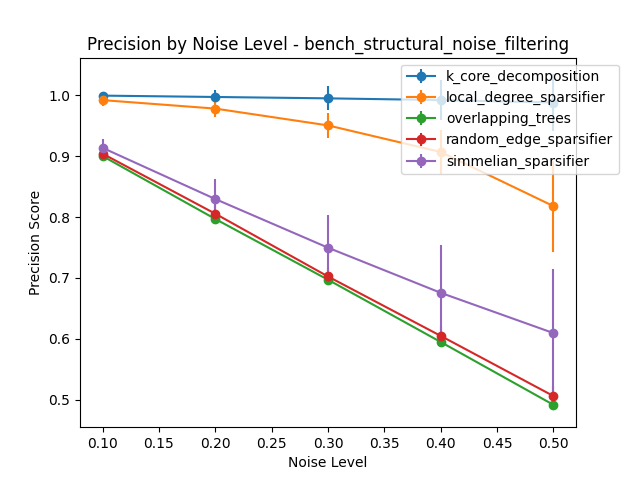 Precision by Noise Level - bench_structural_noise_filtering
k_core_decomposition
local_degree_sparsifier
overlapping_trees
random_edge_sparsifier
simmelian_sparsifier
Precision Score
1.0
0.9
0.8
0.7
0.6
0.5
0.10 0.15 0.20 0.25 0.30 0.35 0.40 0.45 0.50
Noise Level